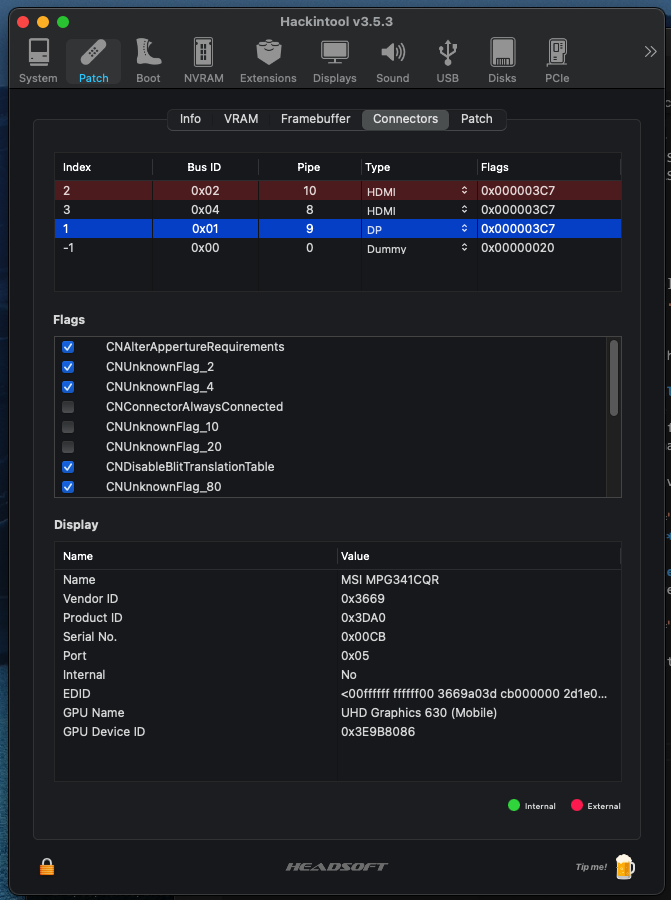 Hackintool v3.5.3
System Patch Boot NVRAM Extensions Displays Sound USB Disks PCIe
Info VRAM Framebuffer Connectors Patch
Index Bus ID Pipe Type Flags
2 0x02 10 HDMI 0x000003C7
3 0x04 8 HDMI 0x000003C7
1 0x01 9 DP 0x000003C7
-1 0x00 0 Dummy 0x00000020
Flags
CNAlterAppertureRequirements
CNUnknownFlag_2
CNUnknownFlag_4
CNConnectorAlwaysConnected
CNUnknownFlag_10
CNUnknownFlag_20
CNDisableBlitTranslationTable
CNUnknownFlag_80
Display
Name Value
Name MSI MPG341CQR
Vendor ID 0x3669
Product ID 0x3DA0
Serial No. 0x00CB
Port 0x05
Internal No
EDID <00ffffff ffffff00 3669a03d cb000000 2d1e0...
GPU Name UHD Graphics 630 (Mobile)
GPU Device ID 0x3E9B8086
Internal External
HEADSOFT
Tip me!